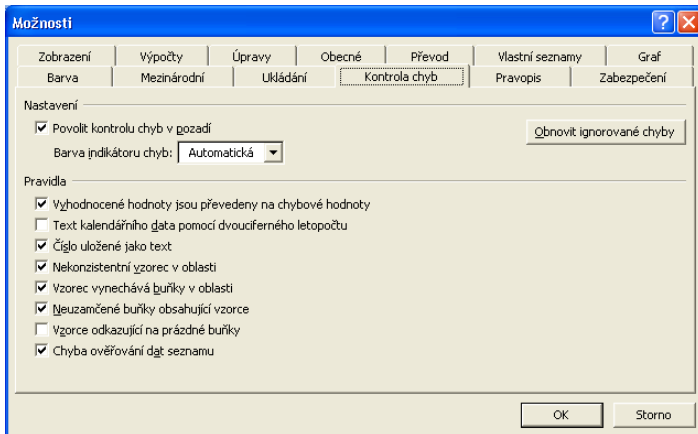 Možnosti
Zobrazení Výpočty Úpravy Obecné Převod Vlastní seznamy Graf
Barva Mezinárodní Ukládání Kontrola chyb Pravopis Zabezpečení
Nastavení
Povolit kontrolu chyb v pozadí
Obnovit ignorované chyby
Barva indikátoru chyb: Automatická
Pravidla
Vyhodnocené hodnoty jsou převedeny na chybové hodnoty
Text kalendářního data pomocí dvouciferného letopočtu
Číslo uložené jako text
Nekonzistentní vzorec v oblasti
Vzorec vynechává buňky v oblasti
Neuzamčené buňky obsahující vzorce
Vzorce odkazující na prázdné buňky
Chyba ověřování dat seznamu
OK Storno